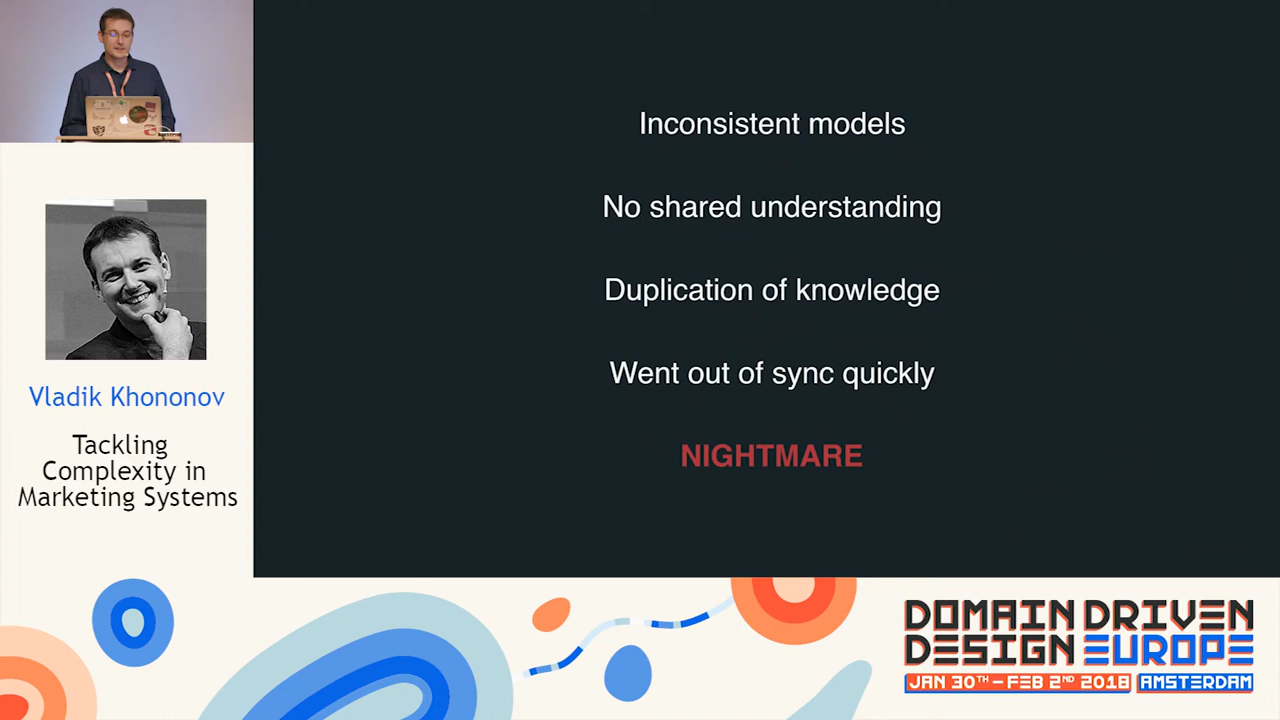 Inconsistent models
No shared understanding
Duplication of knowledge
Went out of sync quickly
NIGHTMARE
Vladik Khononov
Tackling
Complexity in
Marketing Systems
DOMAIN DRIVEN
DESIGN EUROPE
JAN 30TH - FEB 2ND 2018 AMSTERDAM